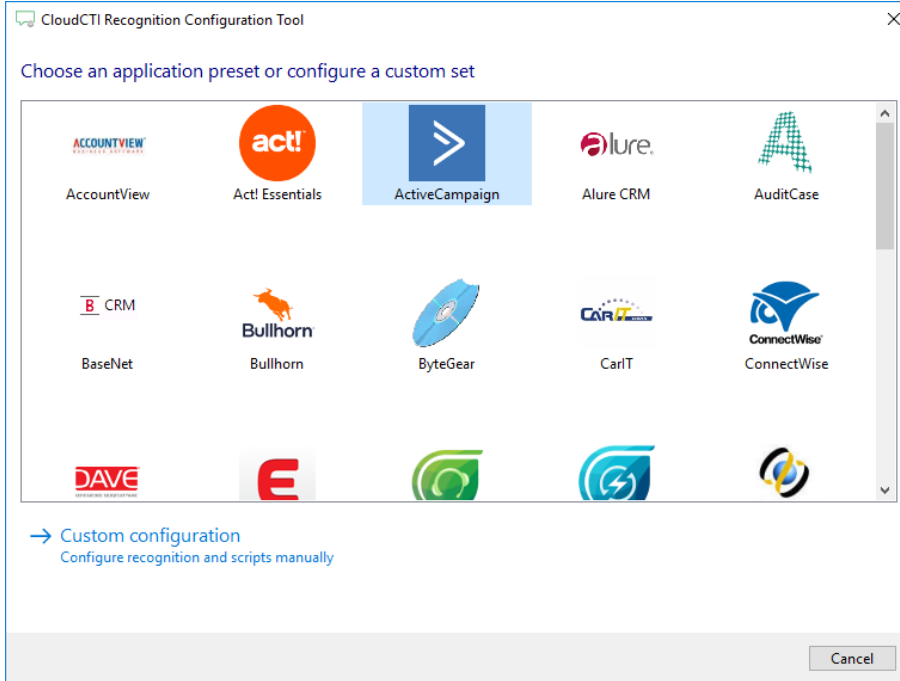 CloudCTI Recognition Configuration Tool
Choose an application preset or configure a custom set
ACCOUNTVIEW
act!
alure.
AccountView
Act! Essentials
ActiveCampaign
Alure CRM
AuditCase
B CRM
Bullhorn
CARIT
ConnectWise
BaseNet
Bullhorn
ByteGear
CarIT
ConnectWise
DAVE
E
Custom configuration
Configure recognition and scripts manually
Cancel